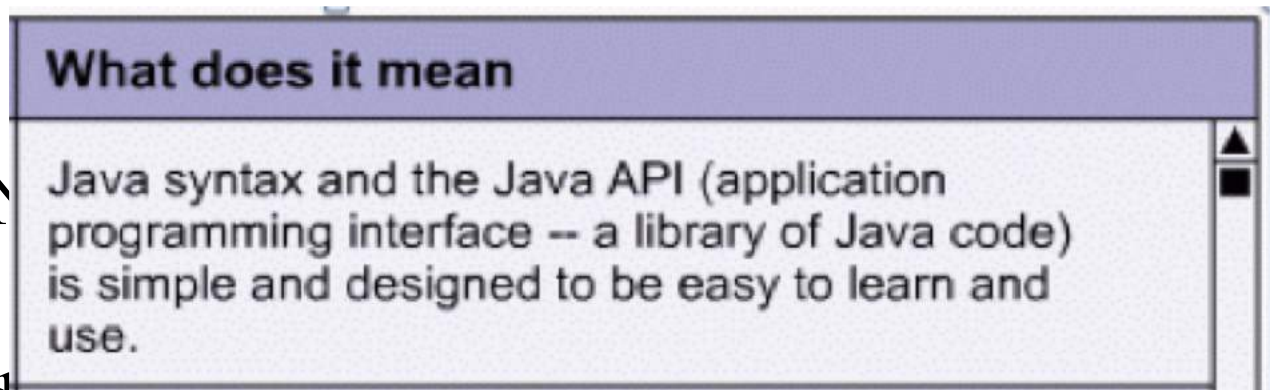 What does it mean
Java syntax and the Java API (application
programming interface -- a library of Java code)
is simple and designed to be easy to learn and
use.